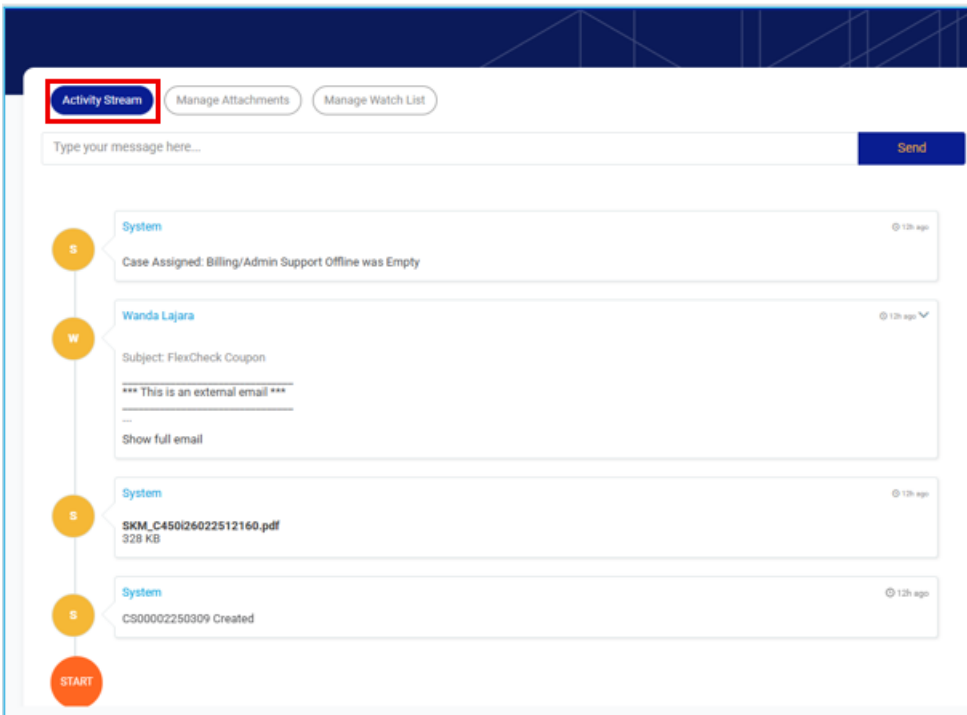 Activity Stream Manage Attachments Manage Watch List
Type your message here... Send
System 12h ago
S
Case Assigned: Billing/Admin Support Offline was Empty
Wanda Lajara 12h ago
W
Subject: FlexCheck Coupon
*** This is an external email ***
...
Show full email
System 12h ago
S
SKM_C450i26022512160.pdf
328 KB
System 12h ago
S
CS00002250309 Created
START